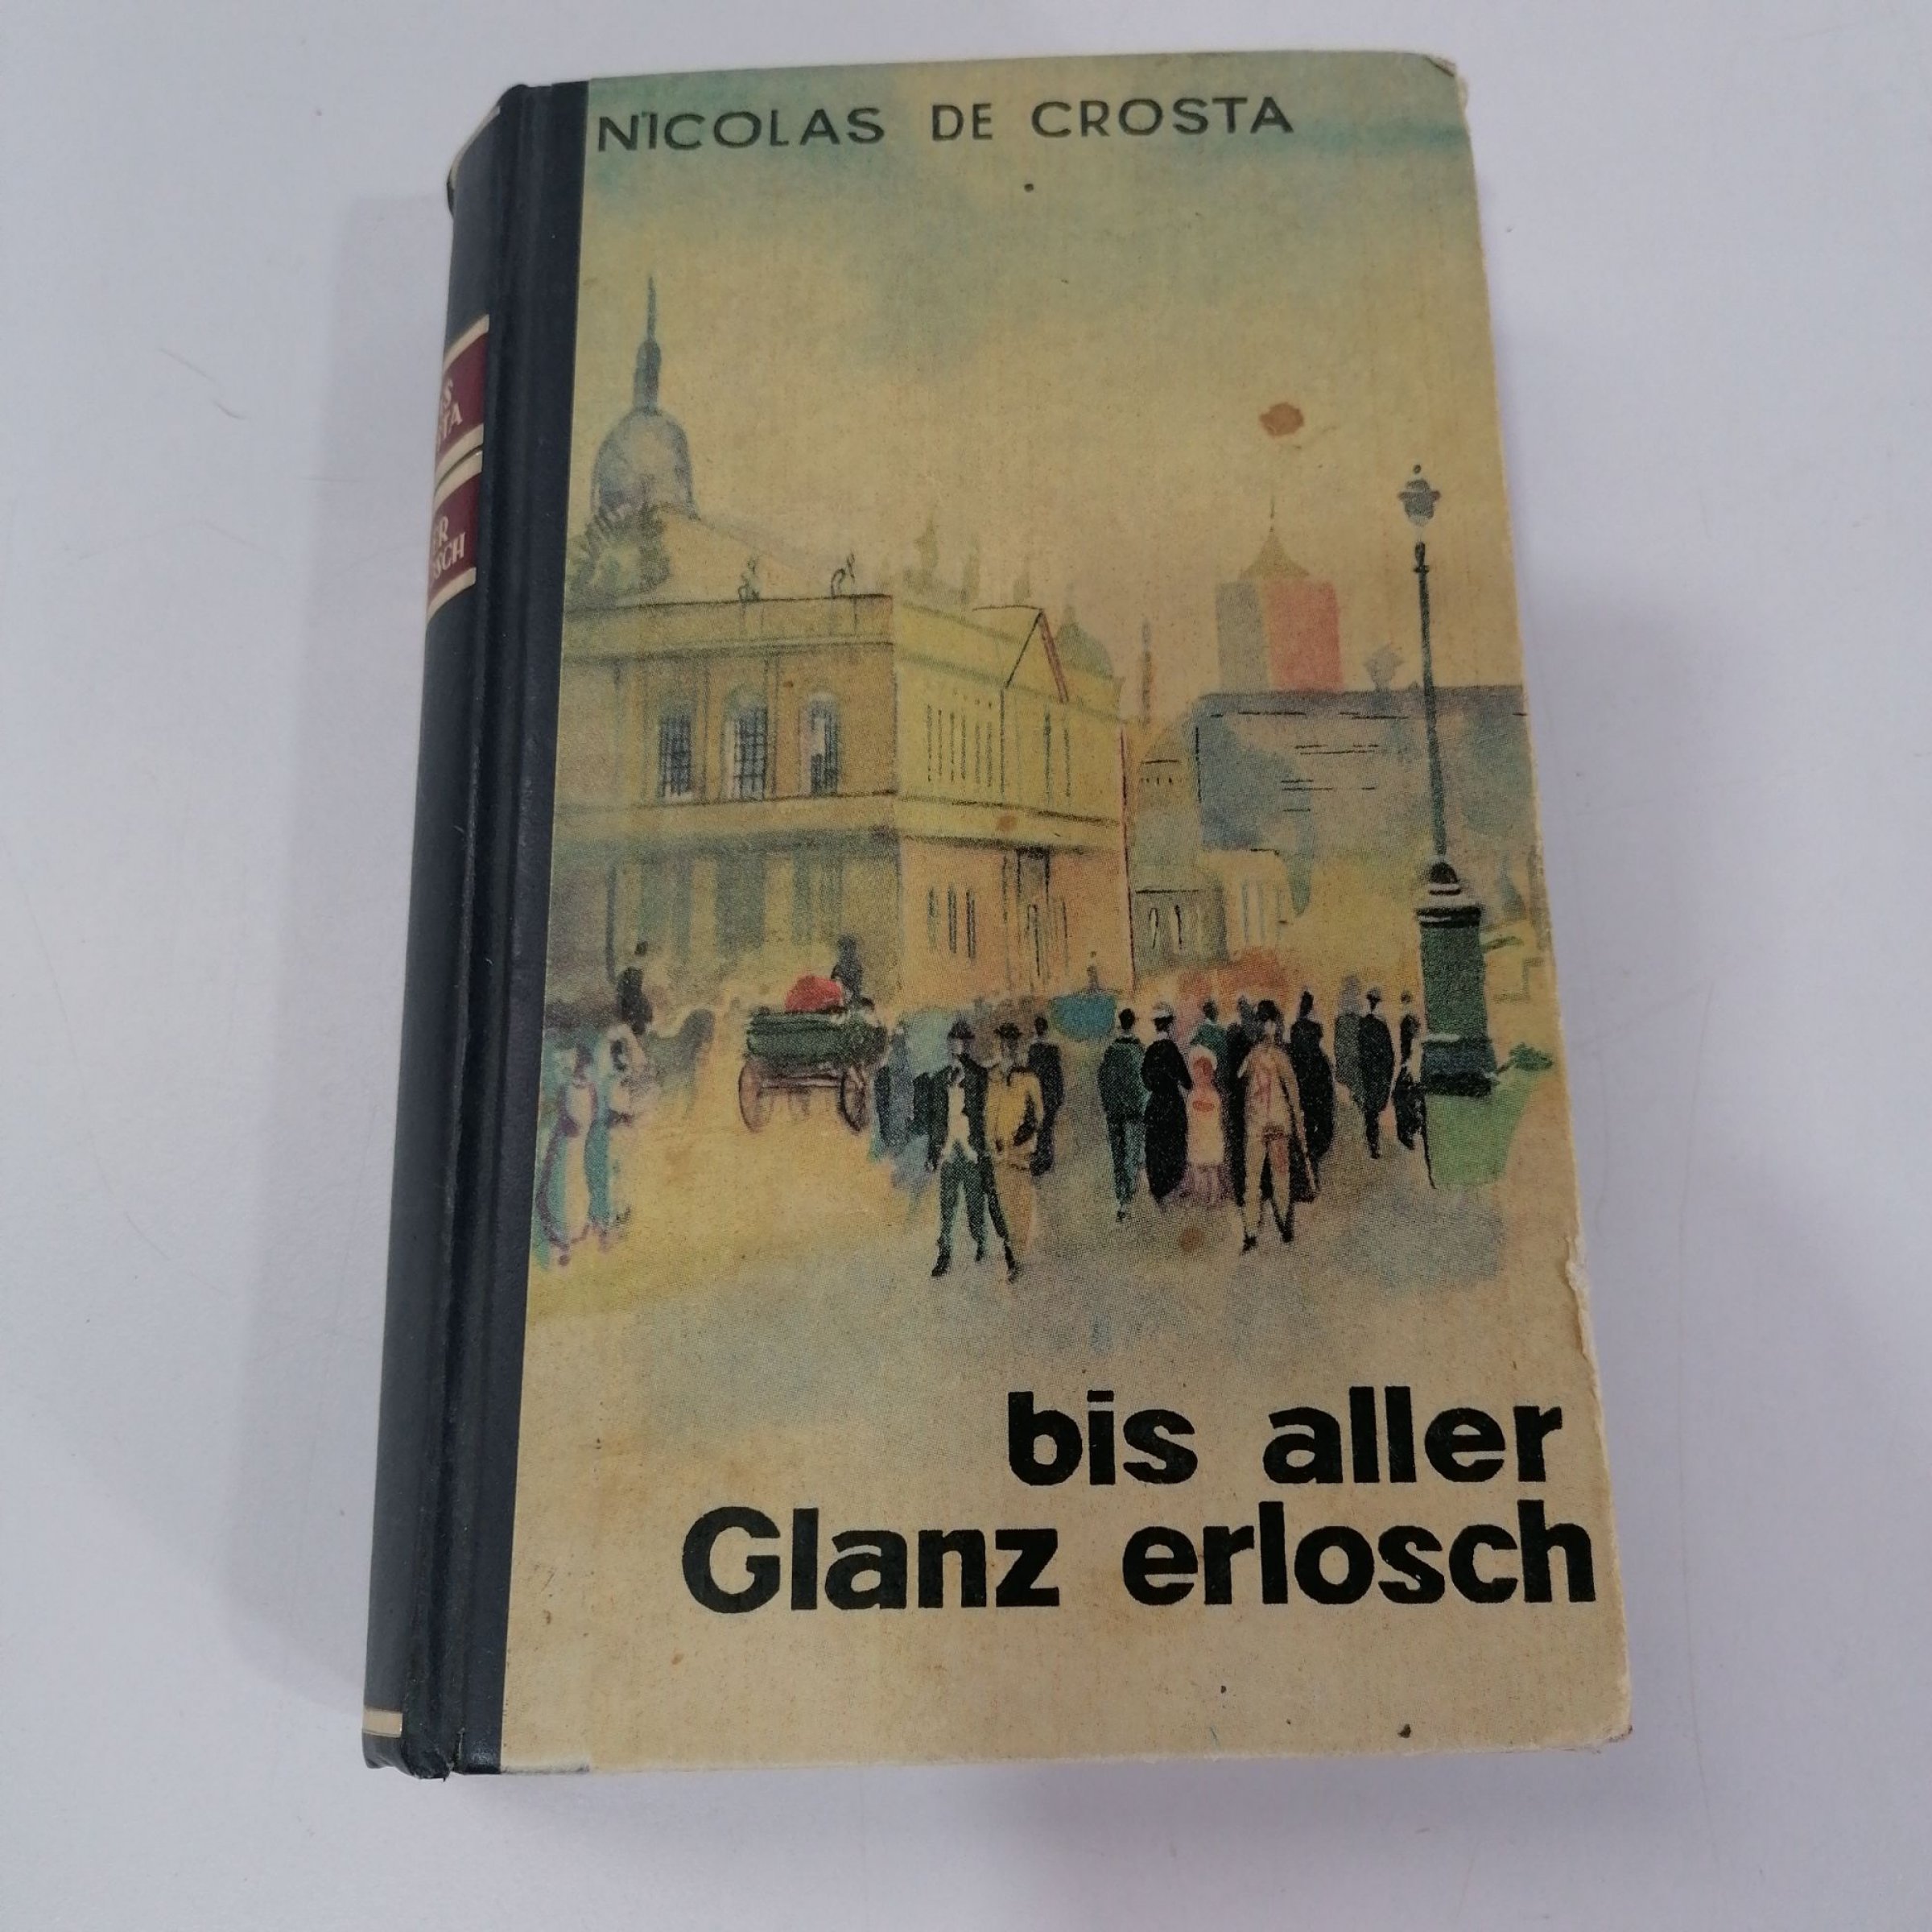 NICOLAS DE CROSTA
bis aller
Glanz erlosch